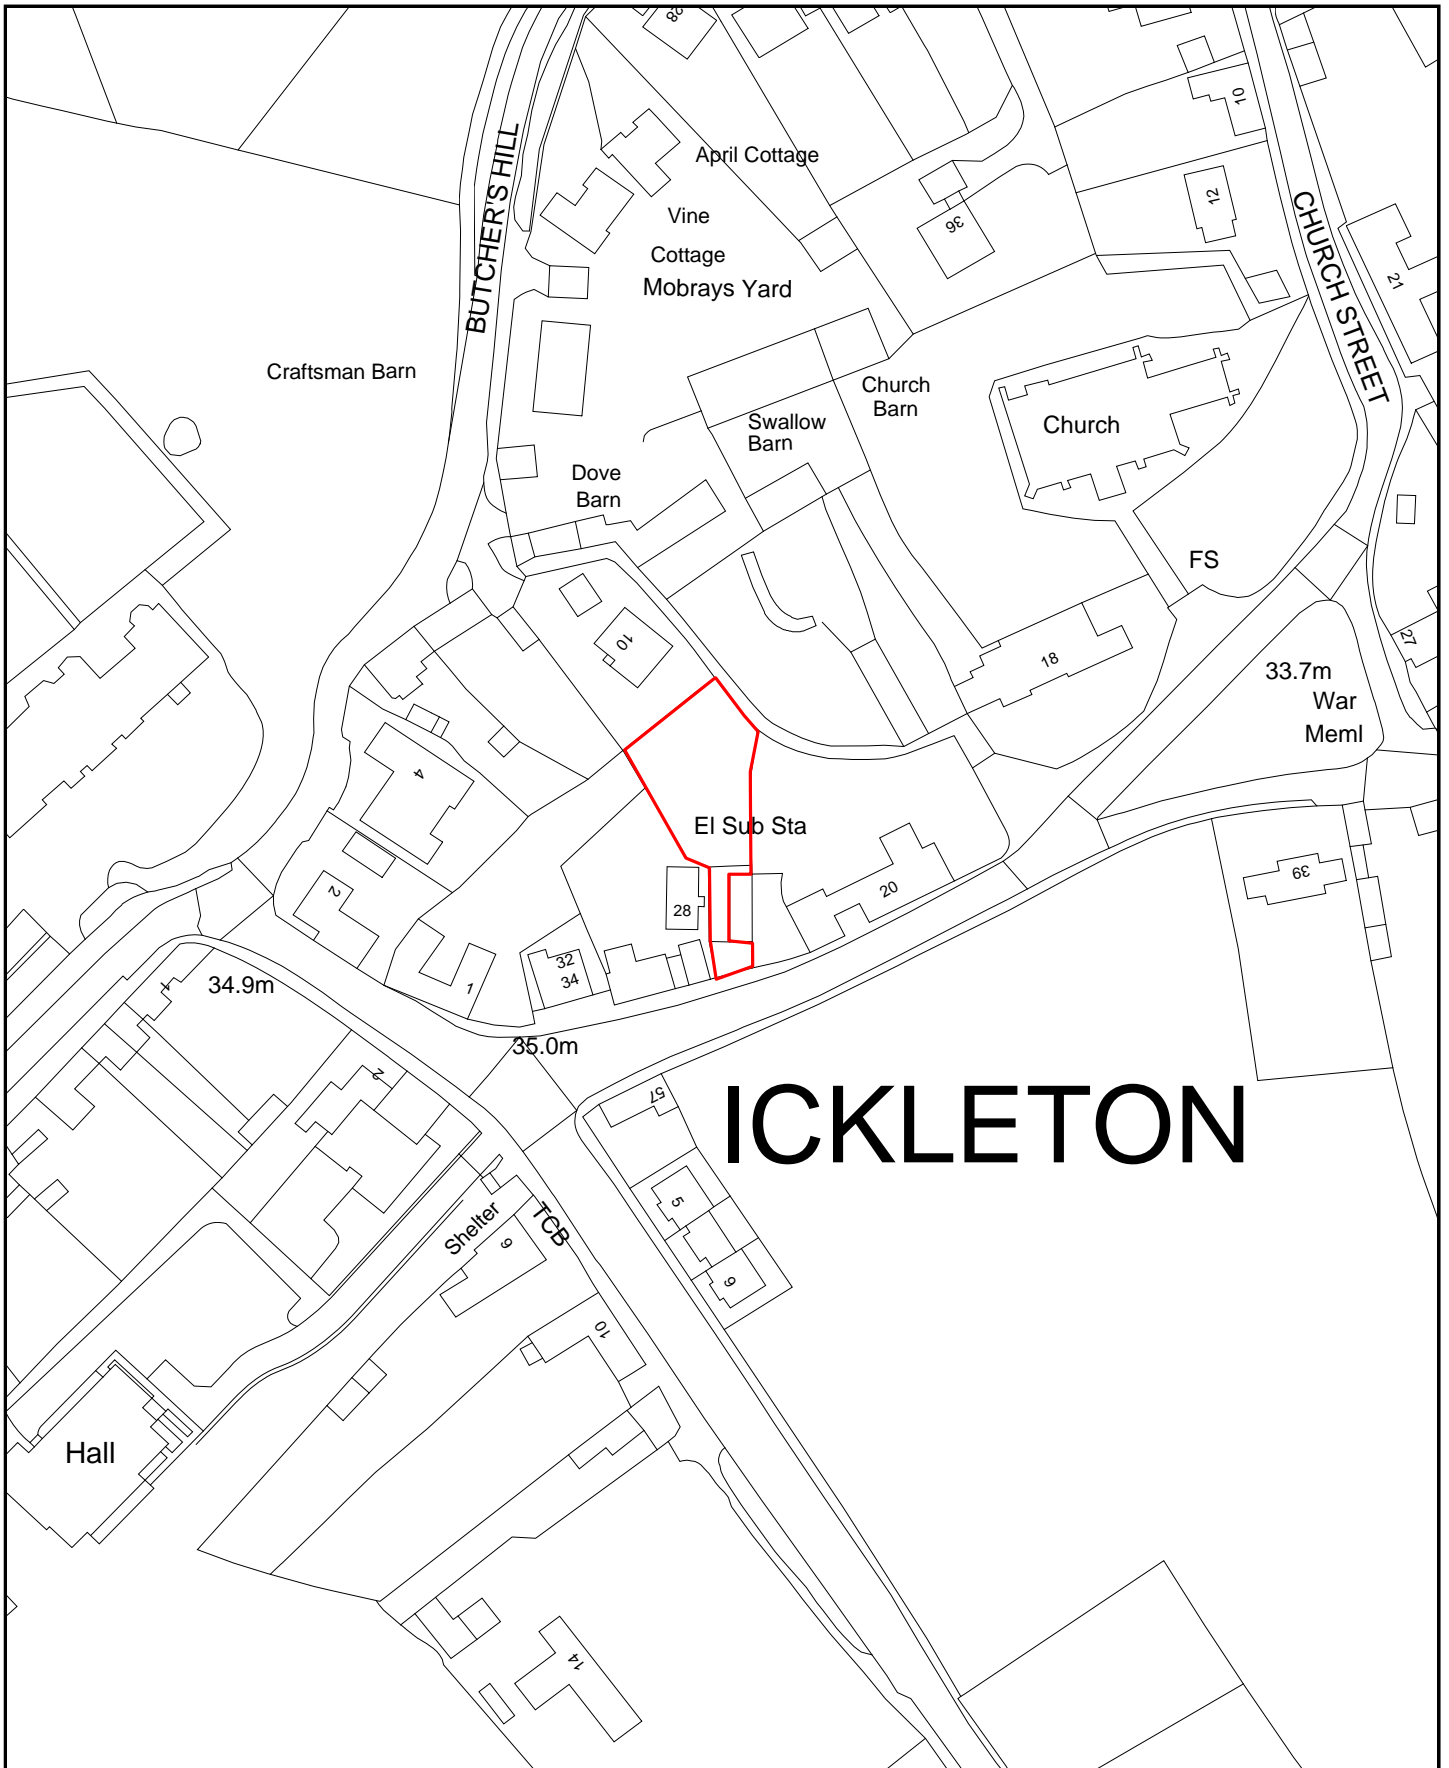 28
10
BUTCHER'S HILL
April Cottage
12
Vine
Cottage
36
CHURCH STREET
21
Mobrays Yard
Craftsman Barn
Church
Barn
Swallow
Barn
Church
Dove
Barn
FS
10
18
27
33.7m
War
Meml
4
El Sub Sta
2
28
20
39
32
34
1
4
34.9m
35.0m
2
57
ICKLETON
5
Shelter
TCB
9
9
10
Hall
14